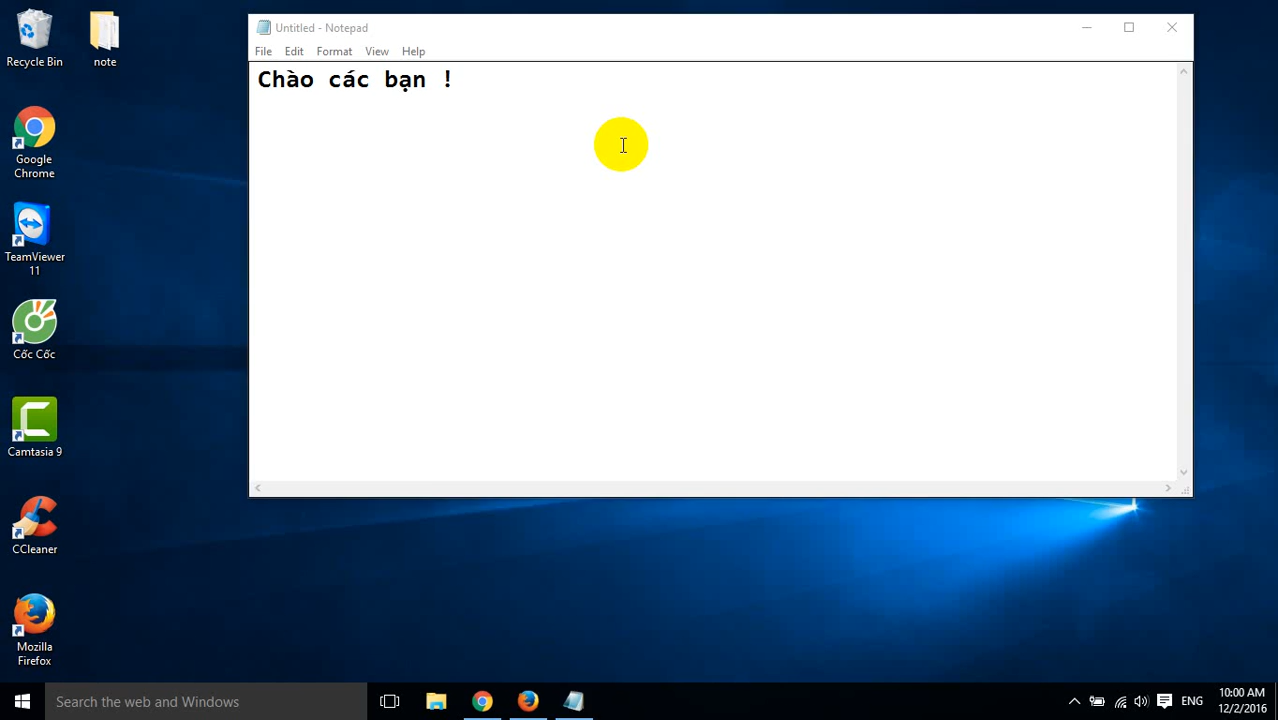 Recycle Bin
note
Google
Chrome
TeamViewer
11
Cốc Cốc
Camtasia 9
CCleaner
Mozilla
Firefox
Untitled - Notepad
File Edit Format View Help
Chào các bạn !
Search the web and Windows
ENG
10:00 AM
12/2/2016